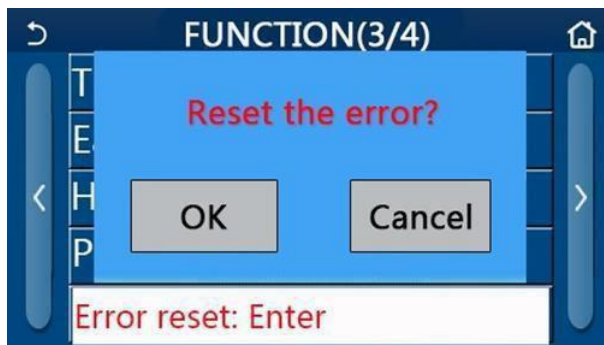 FUNCTION(3/4)
Reset the error?
OK
Cancel
Error reset: Enter